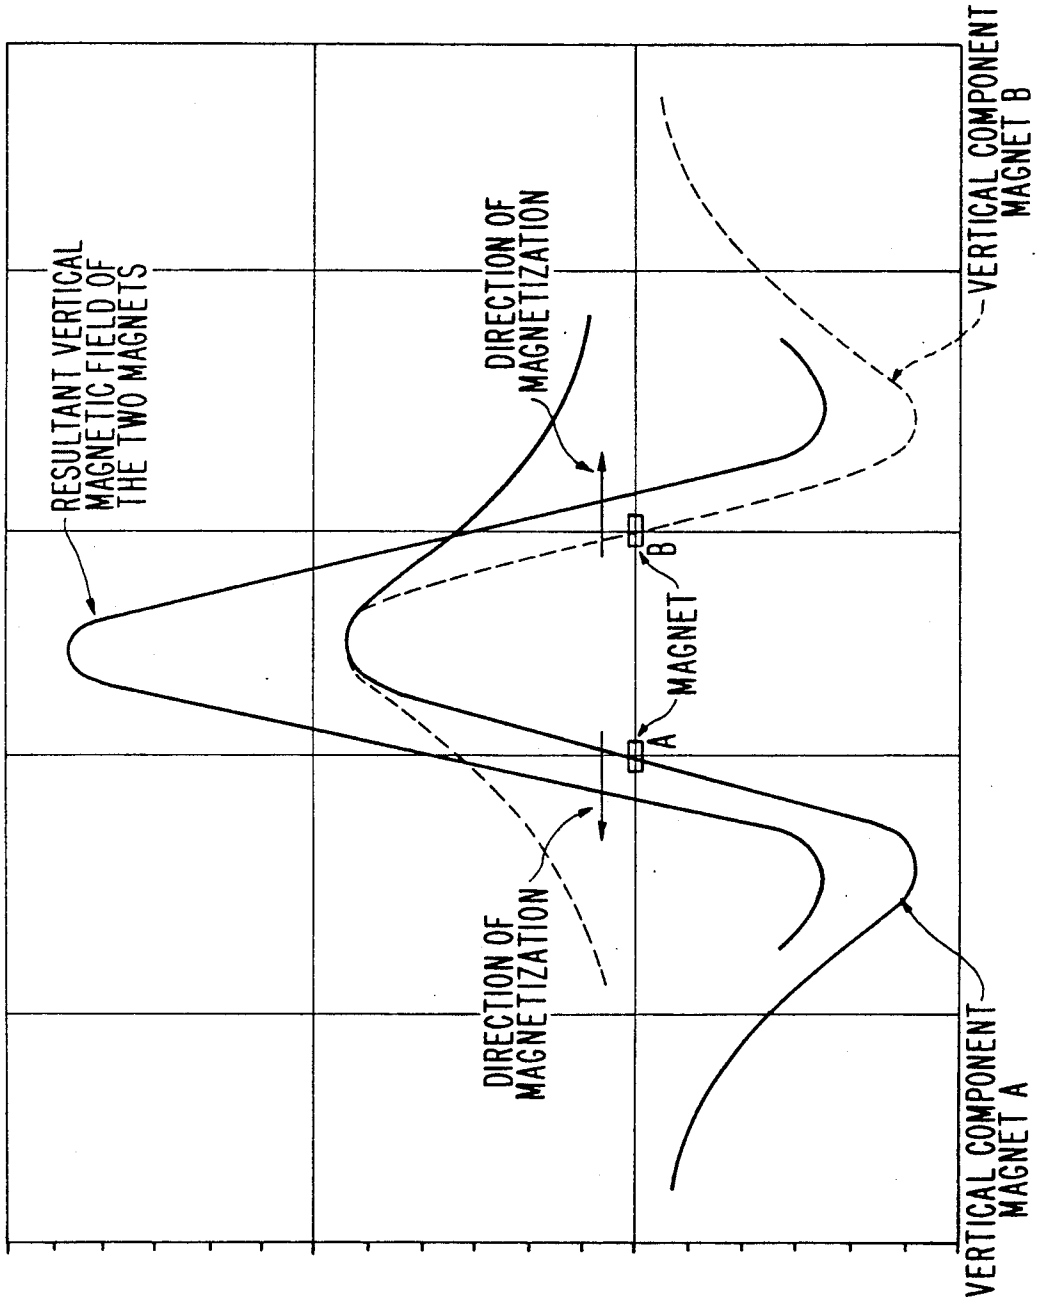 RESULTANT VERTICAL
MAGNETIC FIELD OF
THE TWO MAGNETS
DIRECTION OF
MAGNETIZATION
DIRECTION OF
MAGNETIZATION
MAGNET
A
B
VERTICAL COMPONENT
MAGNET A
VERTICAL COMPONENT
MAGNET B